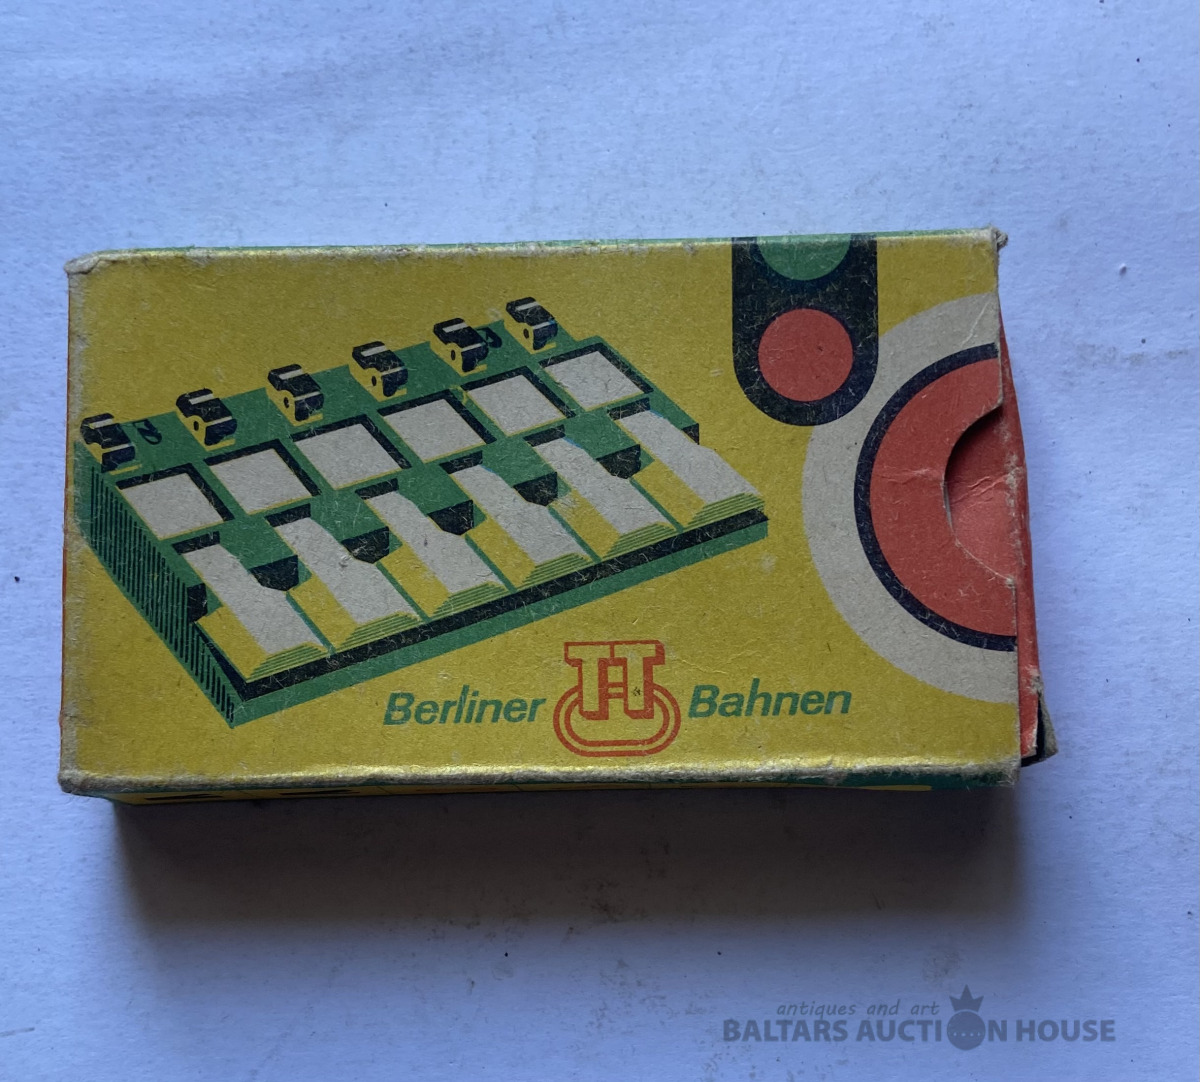 Berliner TT Bahnen
antiques and art
BALTARS AUCTION HOUSE